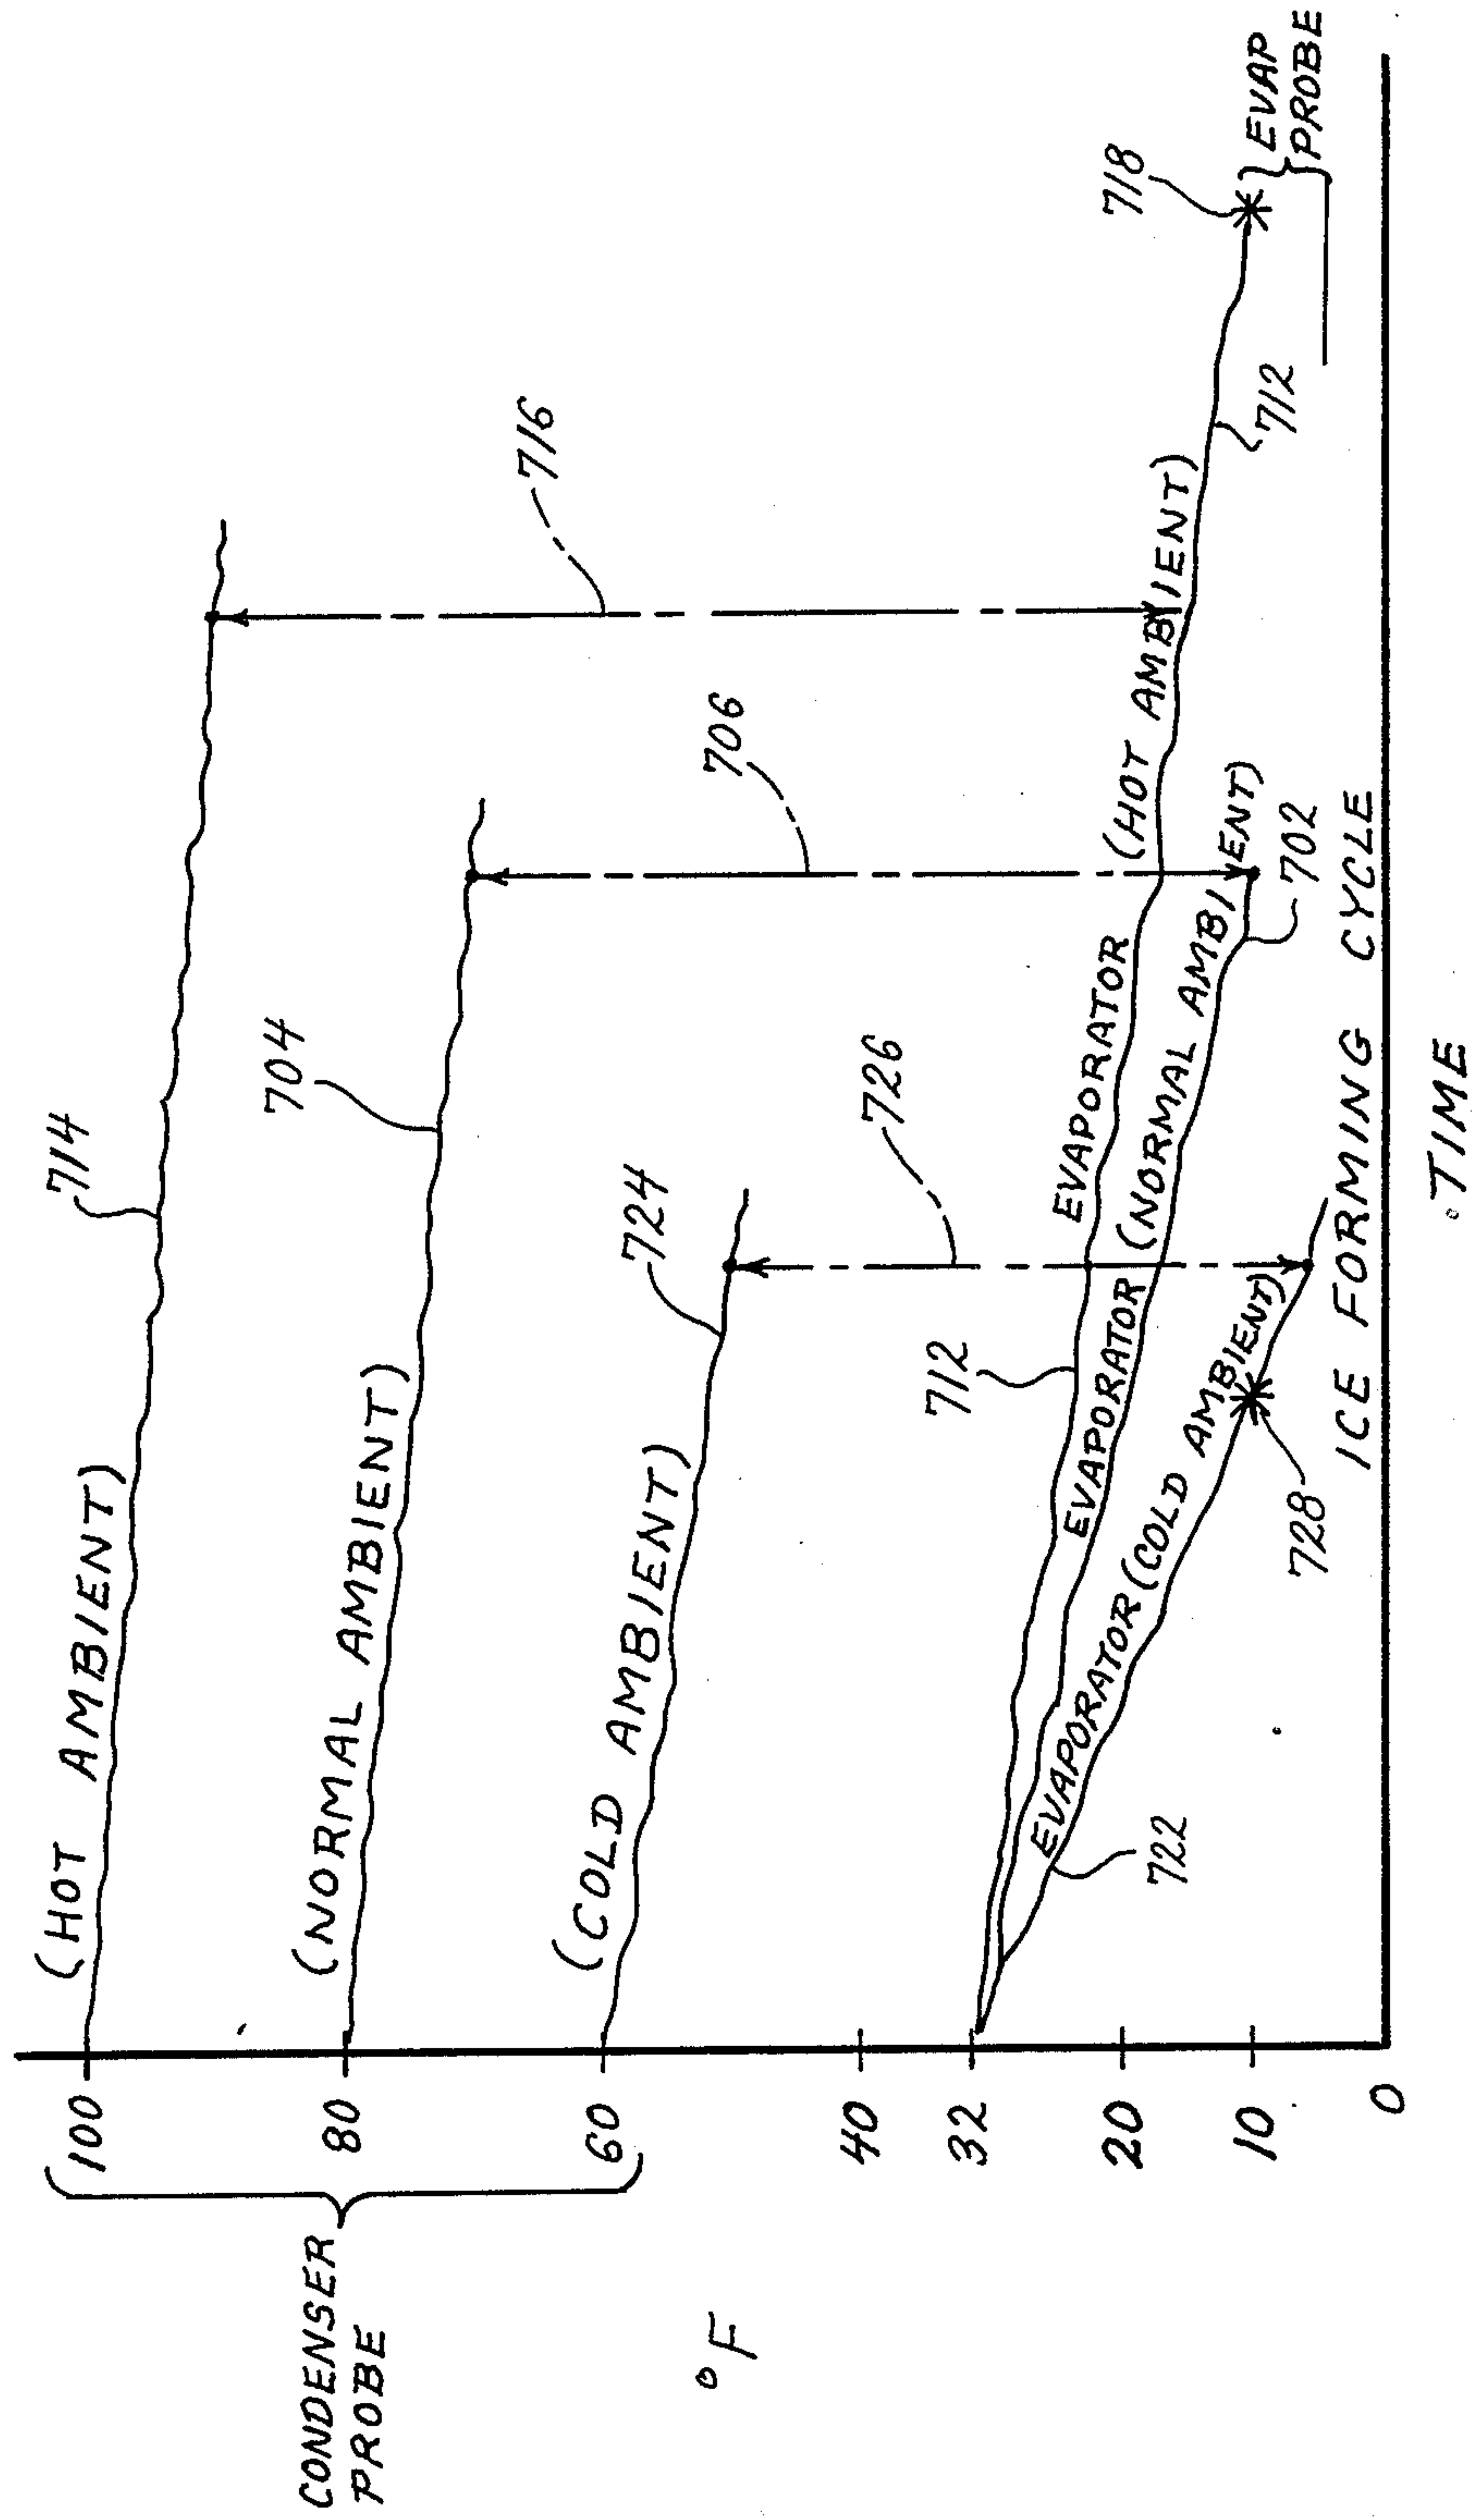 CONDENSER
PROBE
°F
100
80
60
40
32
20
10
0
(HOT AMBIENT)
714
(NORMAL AMBIENT)
704
(COLD AMBIENT)
724
716
706
726
712
EVAPORATOR (HOT AMBIENT)
EVAPORATOR (NORMAL AMBIENT)
EVAPORATOR (COLD AMBIENT)
722
728
702
712
718
EVAP
PROBE
ICE FORMING CYCLE
TIME